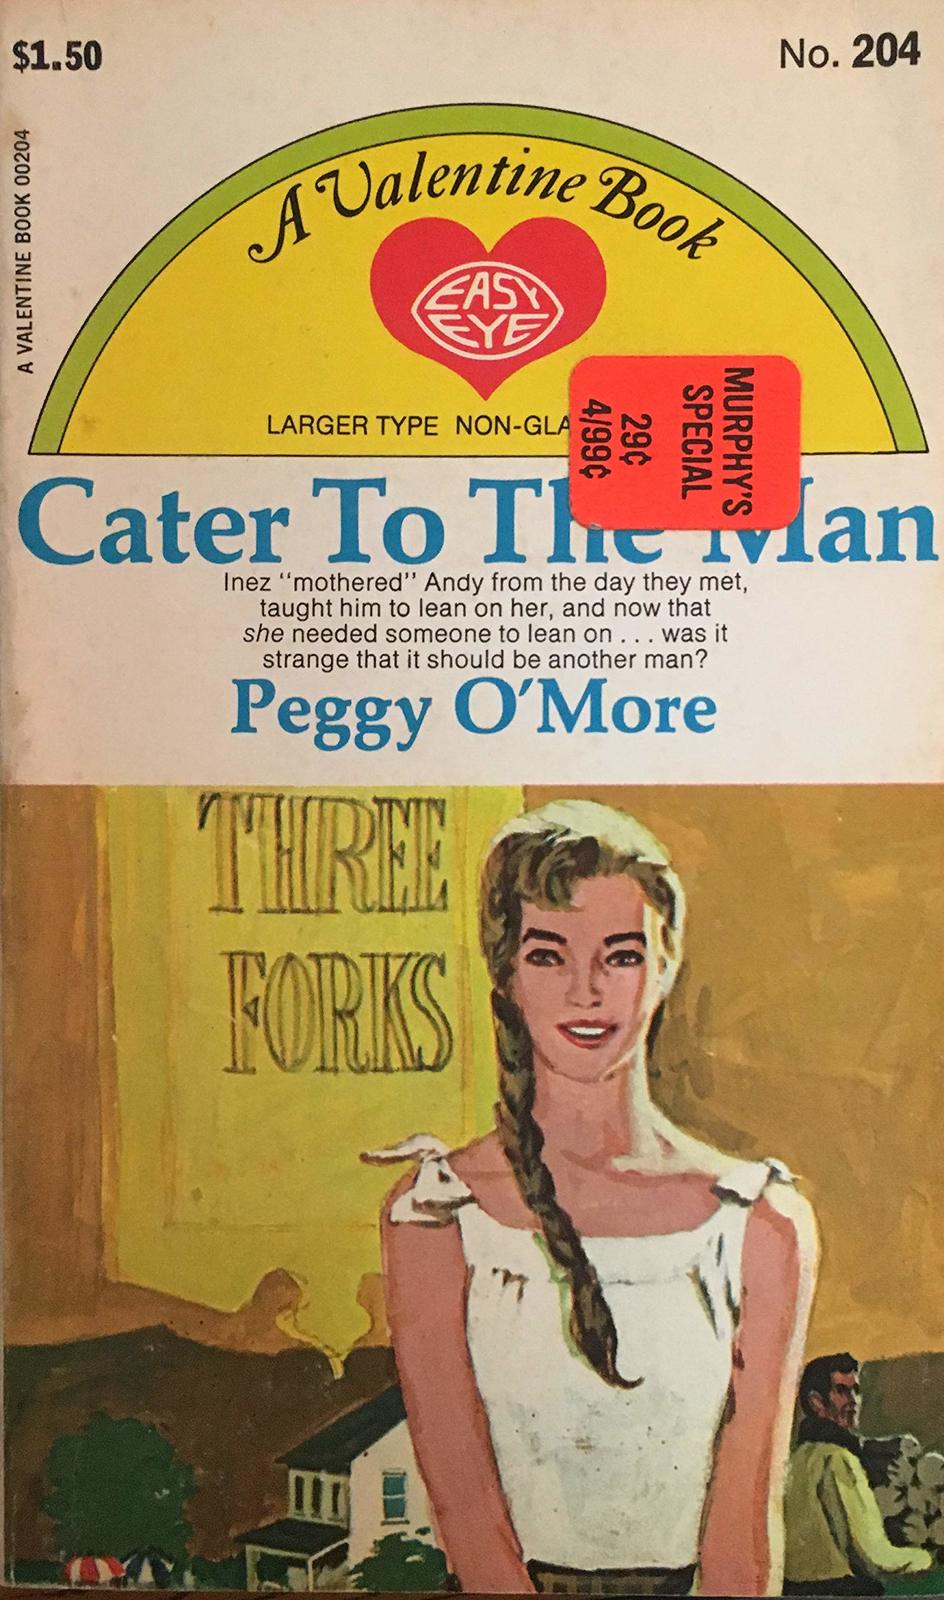 $1.50
No. 204
A VALENTINE BOOK 00204
A Valentine Book
EASY
EYE
LARGER TYPE NON-GLA
MURPHY'S
SPECIAL
29¢
4/99¢
Cater To The Man
Inez "mothered" Andy from the day they met,
taught him to lean on her, and now that
she needed someone to lean on . . . was it
strange that it should be another man?
Peggy O'More
THREE
FORKS